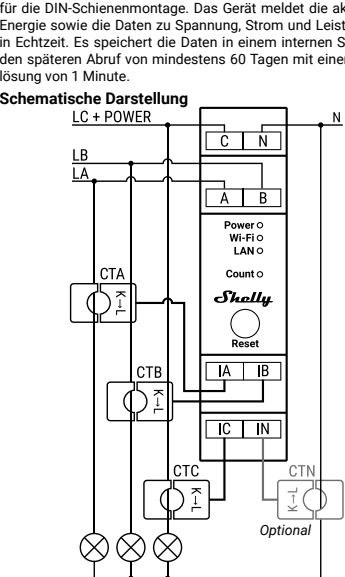 für die DIN-Schienenmontage. Das Gerät meldet die
Energie sowie die Daten zu Spannung, Strom und
in Echtzeit. Es speichert die Daten in einem internen
den späteren Abruf von mindestens 60 Tagen mit
lösung von 1 Minute.
Schematische Darstellung
LC + POWER
N
C N
LB
LA
A B
Power
Wi-Fi
LAN
Count
Shelly
Reset
CTA
K→L
IA IB
CTB
K→L
IC IN
CTC
K→L
CTN
K→L
Optional